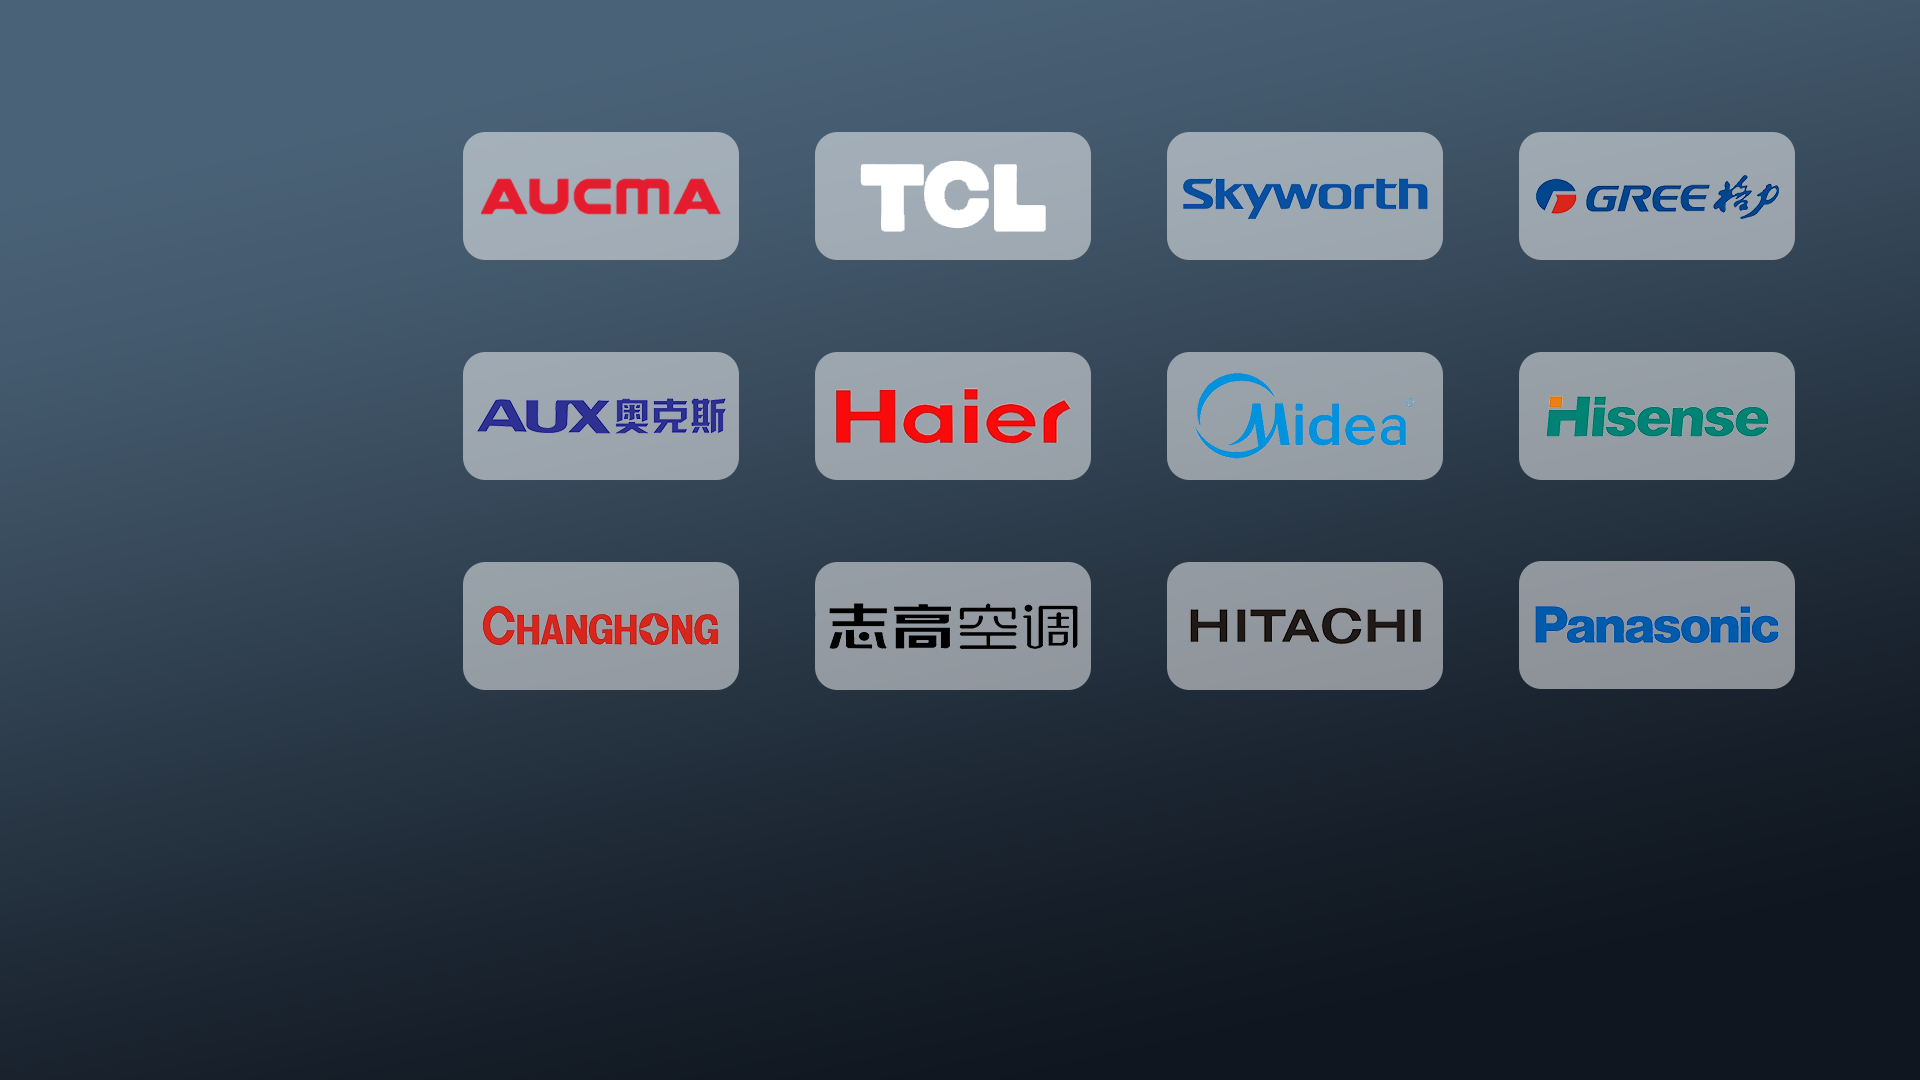 AUCMA
TCL
Skyworth
GREE 格力
AUX 奥克斯
Haier
Midea
Hisense
CHANGHONG
志高空调
HITACHI
Panasonic